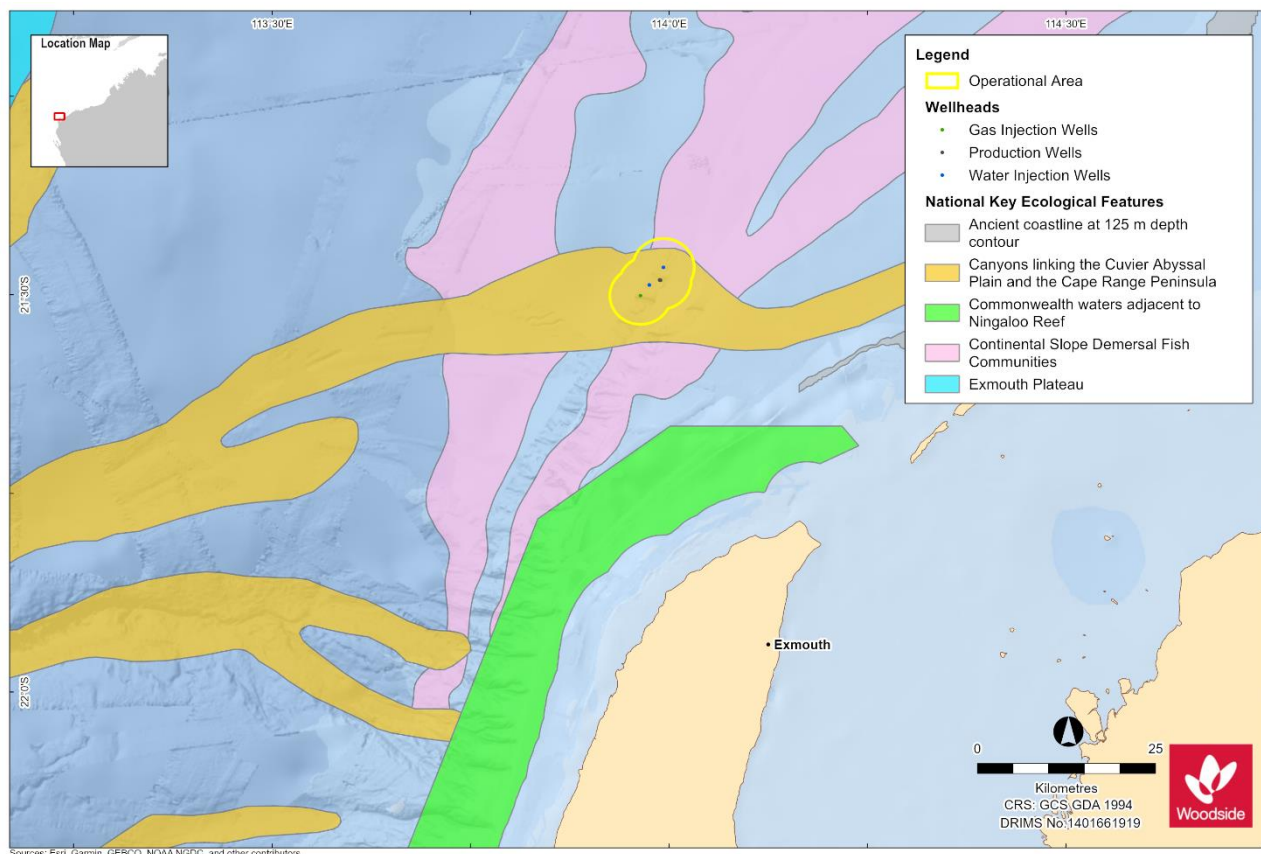 113°30'E
114°0'E
114°30'E
Location Map
Legend
Operational Area
Wellheads
Gas Injection Wells
Production Wells
Water Injection Wells
National Key Ecological Features
Ancient coastline at 125 m depth
contour
Canyons linking the Cuvier Abyssal
Plain and the Cape Range Peninsula
Commonwealth waters adjacent to
Ningaloo Reef
Continental Slope Demersal Fish
Communities
Exmouth Plateau
21°30'S
Exmouth
22°0'S
0
25
Kilometres
CRS: GCS GDA 1994
DRIMS No:1401661919
Woodside
Sources: Esri, Garmin, GEBCO, NOAA NGDC, and other contributors